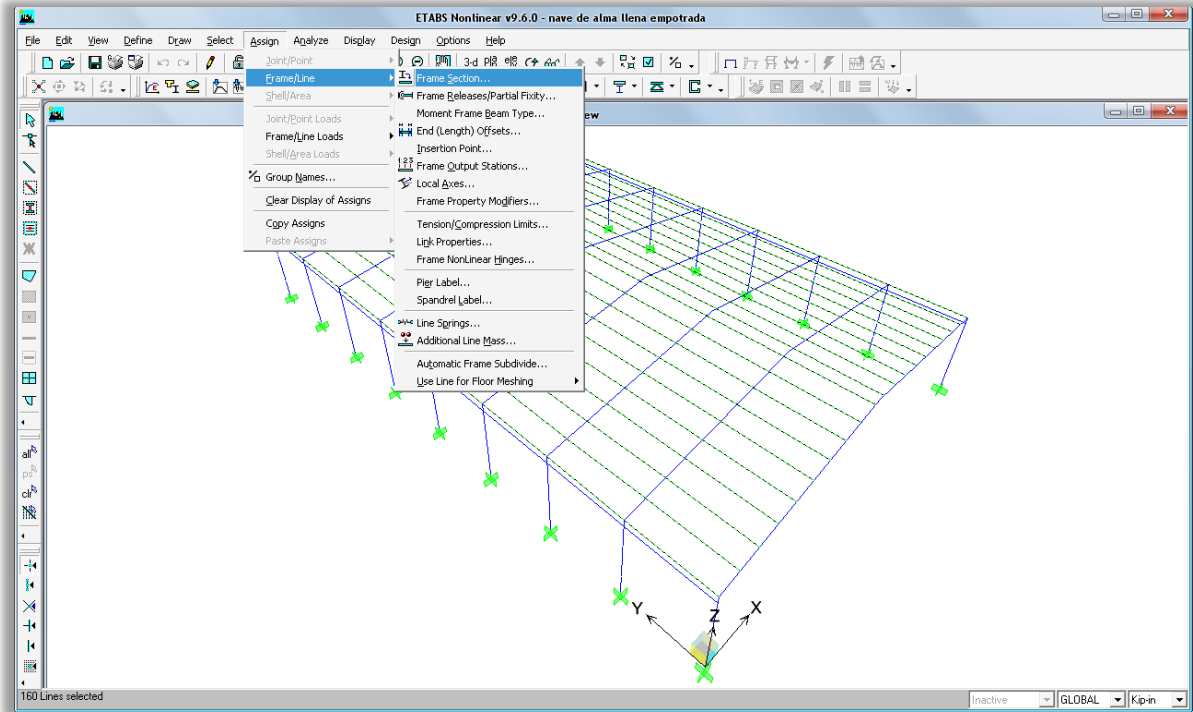 ETABS Nonlinear v9.6.0 - nave de alma llena empotrada
File Edit View Define Draw Select Assign Analyze Display Design Options Help
3-d
Joint/Point
Frame/Line
Shell/Area
Joint/Point Loads
Frame/Line Loads
Shell/Area Loads
Group Names...
Clear Display of Assigns
Copy Assigns
Paste Assigns
Frame Section...
Frame Releases/Partial Fixity...
Moment Frame Beam Type...
End (Length) Offsets...
Insertion Point...
Frame Output Stations...
Local Axes...
Frame Property Modifiers...
Tension/Compression Limits...
Link Properties...
Frame NonLinear Hinges...
Pier Label...
Spandrel Label...
Line Springs...
Additional Line Mass...
Automatic Frame Subdivide...
Use Line for Floor Meshing
ew
all
ps
clr
Y
Z
X
160 Lines selected
Inactive
GLOBAL
Kip-in